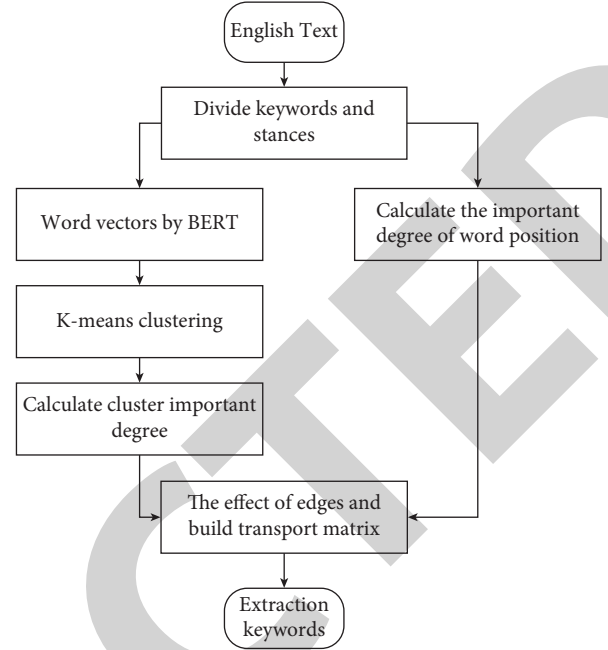 English Text
Divide keywords and
stances
Word vectors by BERT
Calculate the important
degree of word position
K-means clustering
Calculate cluster important
degree
The effect of edges and
build transport matrix
Extraction
keywords
CTED